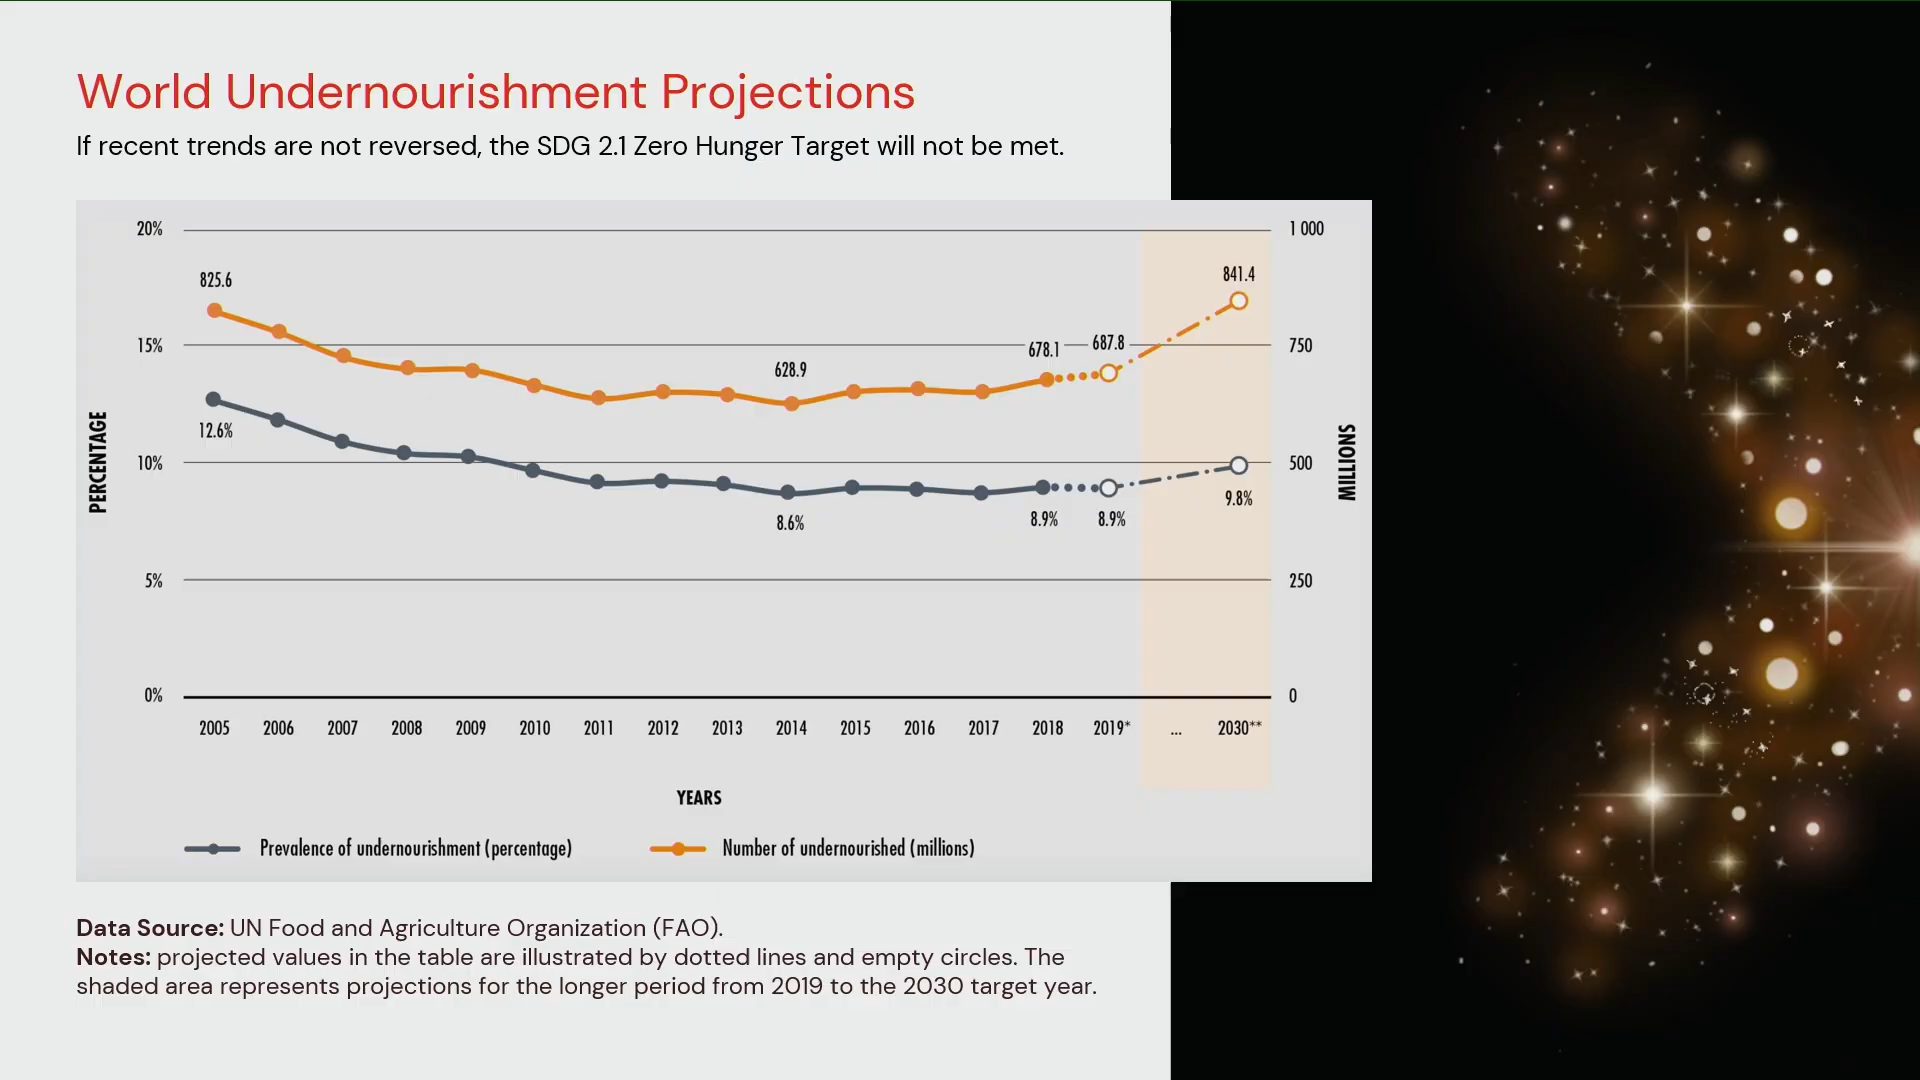 World Undernourishment Projections
If recent trends are not reversed, the SDG 2.1 Zero Hunger Target will not be met.
20%
15%
10%
5%
0%
PERCENTAGE
1 000
750
500
250
0
MILLIONS
825.6
628.9
678.1
687.8
841.4
12.6%
8.6%
8.9%
8.9%
9.8%
2005 2006 2007 2008 2009 2010 2011 2012 2013 2014 2015 2016 2017 2018 2019* ... 2030**
YEARS
Prevalence of undernourishment (percentage)
Number of undernourished (millions)
Data Source: UN Food and Agriculture Organization (FAO).
Notes: projected values in the table are illustrated by dotted lines and empty circles. The
shaded area represents projections for the longer period from 2019 to the 2030 target year.